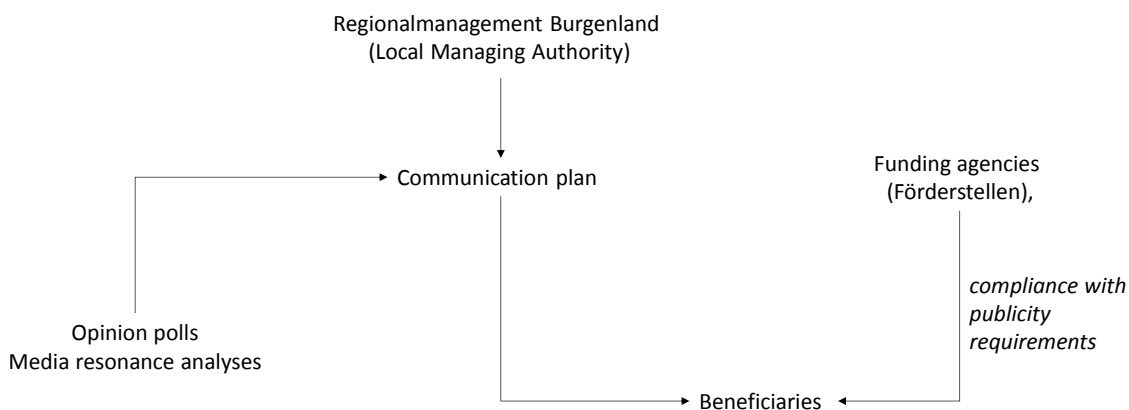 Regionalmanagement Burgenland
(Local Managing Authority)
Communication plan
Funding agencies
(Förderstellen),
compliance with
publicity
requirements
Opinion polls
Media resonance analyses
Beneficiaries